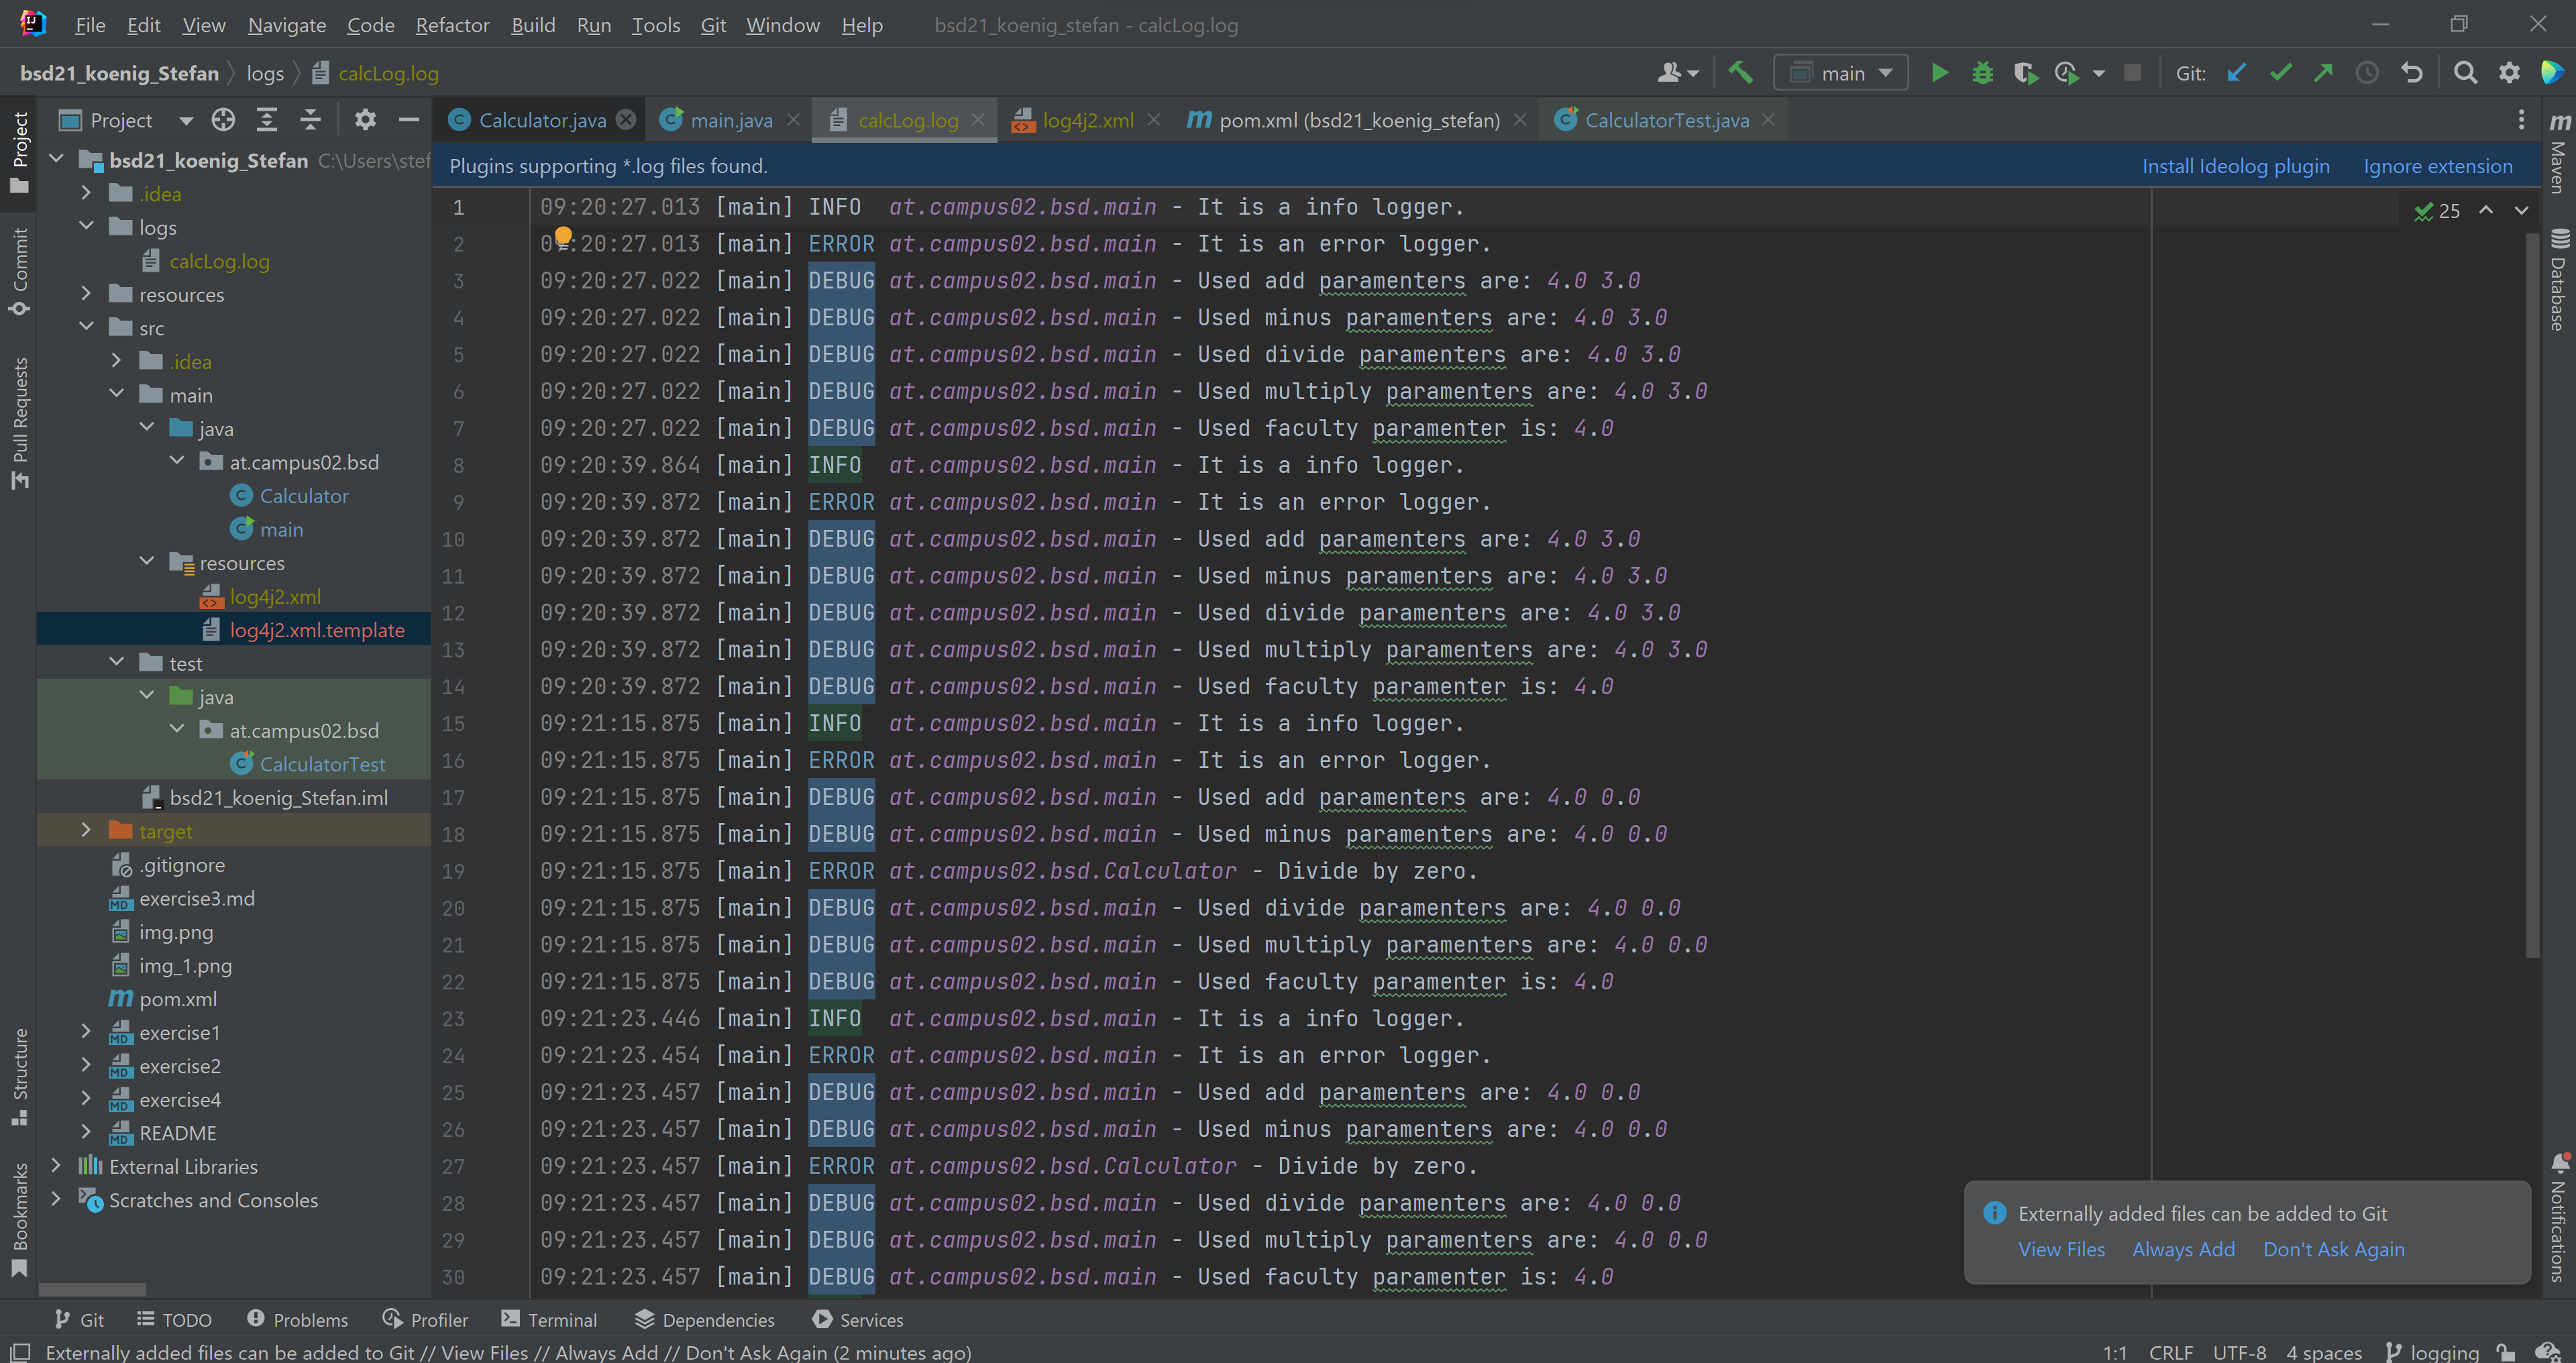 File Edit View Navigate Code Refactor Build Run Tools Git Window Help bsd21_koenig_stefan - calcLog.log
bsd21_koenig_Stefan logs calcLog.log main Git:
Project Calculator.java main.java calcLog.log log4j2.xml pom.xml (bsd21_koenig_stefan) CalculatorTest.java
Plugins supporting *.log files found. Install Ideolog plugin Ignore extension
Project
Commit
Pull Requests
Structure
Bookmarks
bsd21_koenig_Stefan C:\Users\stef
.idea
logs
calcLog.log
resources
src
.idea
main
java
at.campus02.bsd
Calculator
main
resources
log4j2.xml
log4j2.xml.template
test
java
at.campus02.bsd
CalculatorTest
bsd21_koenig_Stefan.iml
target
.gitignore
exercise3.md
img.png
img_1.png
pom.xml
exercise1
exercise2
exercise4
README
External Libraries
Scratches and Consoles
1 09:20:27.013 [main] INFO at.campus02.bsd.main - It is a info logger.
2 09:20:27.013 [main] ERROR at.campus02.bsd.main - It is an error logger.
3 09:20:27.022 [main] DEBUG at.campus02.bsd.main - Used add paramenters are: 4.0 3.0
4 09:20:27.022 [main] DEBUG at.campus02.bsd.main - Used minus paramenters are: 4.0 3.0
5 09:20:27.022 [main] DEBUG at.campus02.bsd.main - Used divide paramenters are: 4.0 3.0
6 09:20:27.022 [main] DEBUG at.campus02.bsd.main - Used multiply paramenters are: 4.0 3.0
7 09:20:27.022 [main] DEBUG at.campus02.bsd.main - Used faculty paramenter is: 4.0
8 09:20:39.864 [main] INFO at.campus02.bsd.main - It is a info logger.
9 09:20:39.872 [main] ERROR at.campus02.bsd.main - It is an error logger.
10 09:20:39.872 [main] DEBUG at.campus02.bsd.main - Used add paramenters are: 4.0 3.0
11 09:20:39.872 [main] DEBUG at.campus02.bsd.main - Used minus paramenters are: 4.0 3.0
12 09:20:39.872 [main] DEBUG at.campus02.bsd.main - Used divide paramenters are: 4.0 3.0
13 09:20:39.872 [main] DEBUG at.campus02.bsd.main - Used multiply paramenters are: 4.0 3.0
14 09:20:39.872 [main] DEBUG at.campus02.bsd.main - Used faculty paramenter is: 4.0
15 09:21:15.875 [main] INFO at.campus02.bsd.main - It is a info logger.
16 09:21:15.875 [main] ERROR at.campus02.bsd.main - It is an error logger.
17 09:21:15.875 [main] DEBUG at.campus02.bsd.main - Used add paramenters are: 4.0 0.0
18 09:21:15.875 [main] DEBUG at.campus02.bsd.main - Used minus paramenters are: 4.0 0.0
19 09:21:15.875 [main] ERROR at.campus02.bsd.Calculator - Divide by zero.
20 09:21:15.875 [main] DEBUG at.campus02.bsd.main - Used divide paramenters are: 4.0 0.0
21 09:21:15.875 [main] DEBUG at.campus02.bsd.main - Used multiply paramenters are: 4.0 0.0
22 09:21:15.875 [main] DEBUG at.campus02.bsd.main - Used faculty paramenter is: 4.0
23 09:21:23.446 [main] INFO at.campus02.bsd.main - It is a info logger.
24 09:21:23.454 [main] ERROR at.campus02.bsd.main - It is an error logger.
25 09:21:23.457 [main] DEBUG at.campus02.bsd.main - Used add paramenters are: 4.0 0.0
26 09:21:23.457 [main] DEBUG at.campus02.bsd.main - Used minus paramenters are: 4.0 0.0
27 09:21:23.457 [main] ERROR at.campus02.bsd.Calculator - Divide by zero.
28 09:21:23.457 [main] DEBUG at.campus02.bsd.main - Used divide paramenters are: 4.0 0.0
29 09:21:23.457 [main] DEBUG at.campus02.bsd.main - Used multiply paramenters are: 4.0 0.0
30 09:21:23.457 [main] DEBUG at.campus02.bsd.main - Used faculty paramenter is: 4.0
25
Maven
Database
Notifications
Externally added files can be added to Git
View Files Always Add Don't Ask Again
Git TODO Problems Profiler Terminal Dependencies Services
Externally added files can be added to Git // View Files // Always Add // Don't Ask Again (2 minutes ago) 1:1 CRLF UTF-8 4 spaces logging